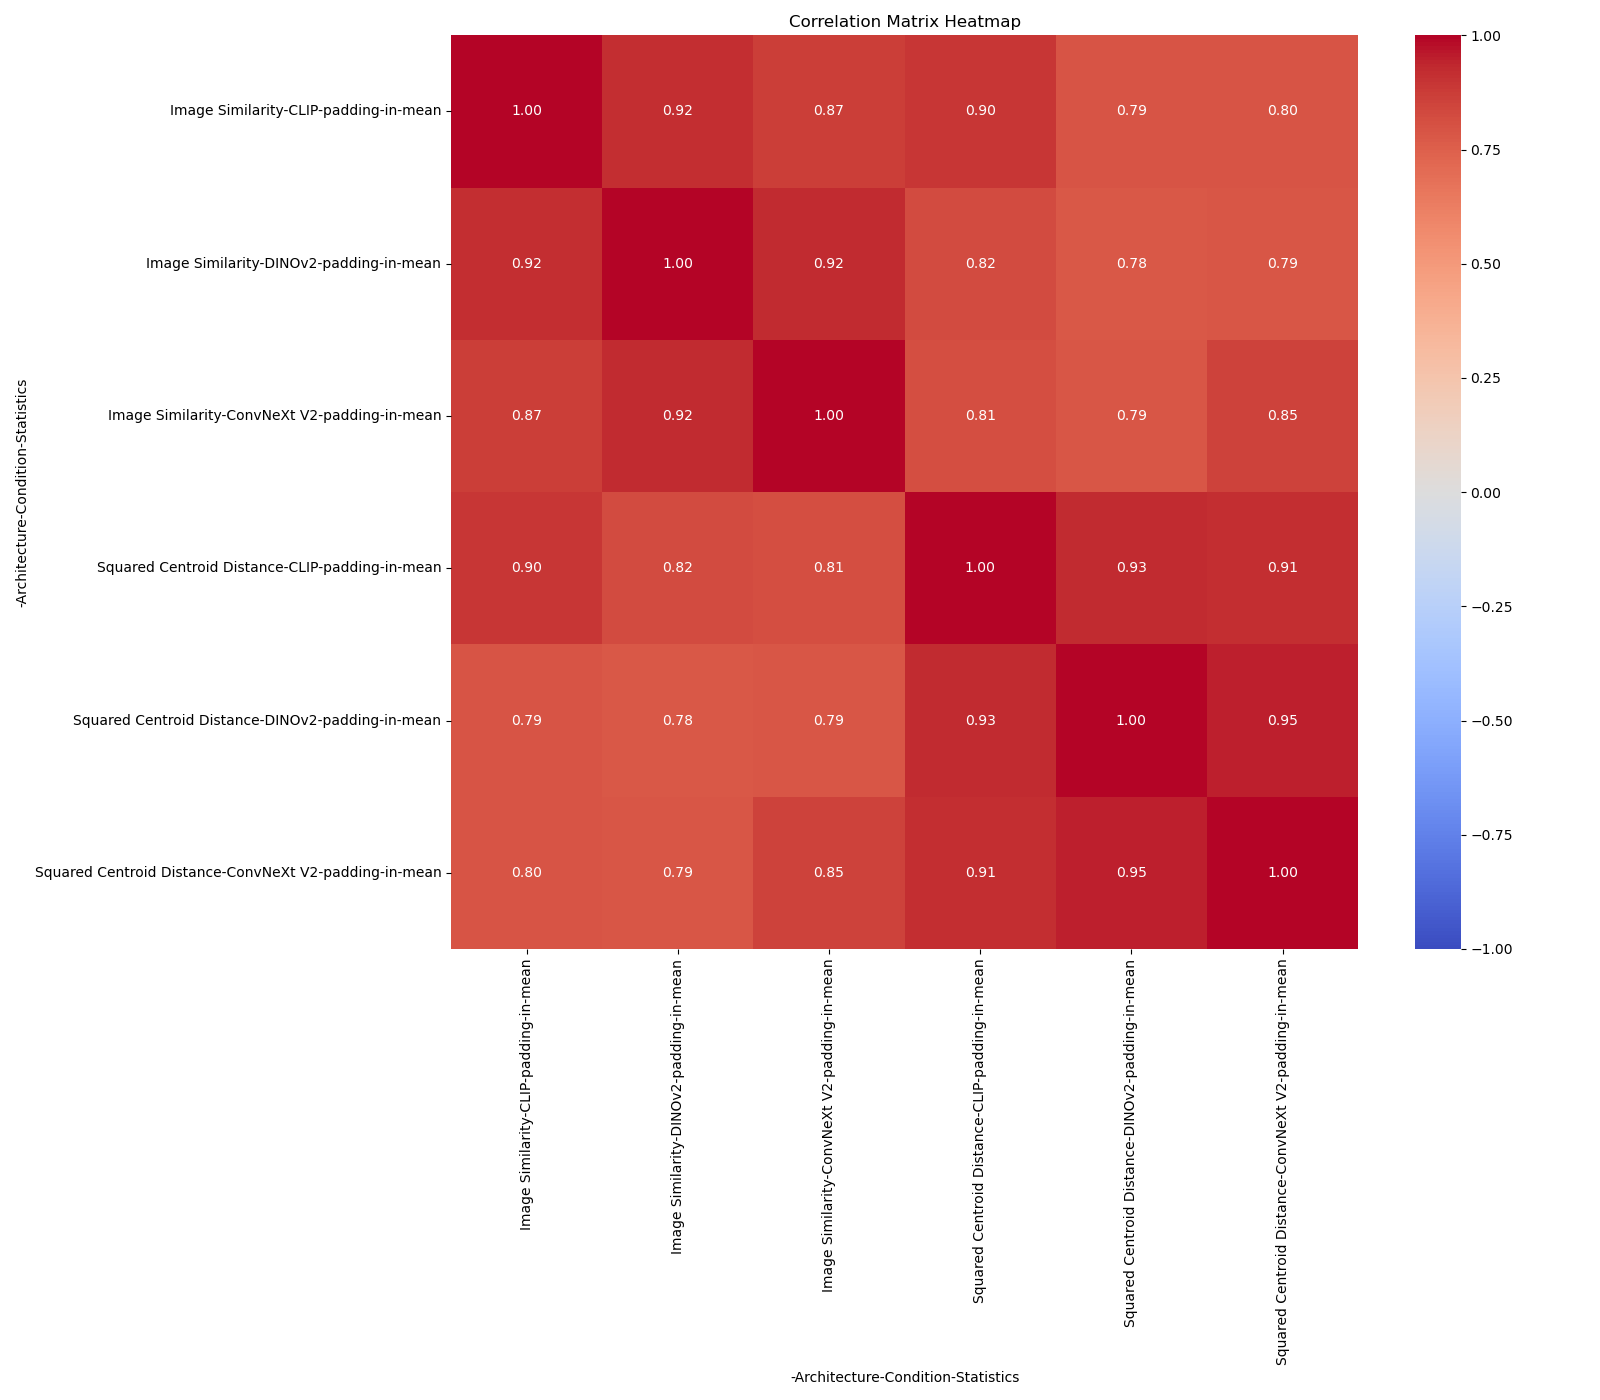 Correlation Matrix Heatmap
Image Similarity-CLIP-padding-in-mean
1.00 0.92 0.87 0.90 0.79 0.80
Image Similarity-DINOv2-padding-in-mean
0.92 1.00 0.92 0.82 0.78 0.79
Image Similarity-ConvNeXt V2-padding-in-mean
0.87 0.92 1.00 0.81 0.79 0.85
Squared Centroid Distance-CLIP-padding-in-mean
0.90 0.82 0.81 1.00 0.93 0.91
Squared Centroid Distance-DINOv2-padding-in-mean
0.79 0.78 0.79 0.93 1.00 0.95
Squared Centroid Distance-ConvNeXt V2-padding-in-mean
0.80 0.79 0.85 0.91 0.95 1.00
-Architecture-Condition-Statistics
Image Similarity-CLIP-padding-in-mean
Image Similarity-DINOv2-padding-in-mean
Image Similarity-ConvNeXt V2-padding-in-mean
Squared Centroid Distance-CLIP-padding-in-mean
Squared Centroid Distance-DINOv2-padding-in-mean
Squared Centroid Distance-ConvNeXt V2-padding-in-mean
-Architecture-Condition-Statistics
1.00
0.75
0.50
0.25
0.00
−0.25
−0.50
−0.75
−1.00